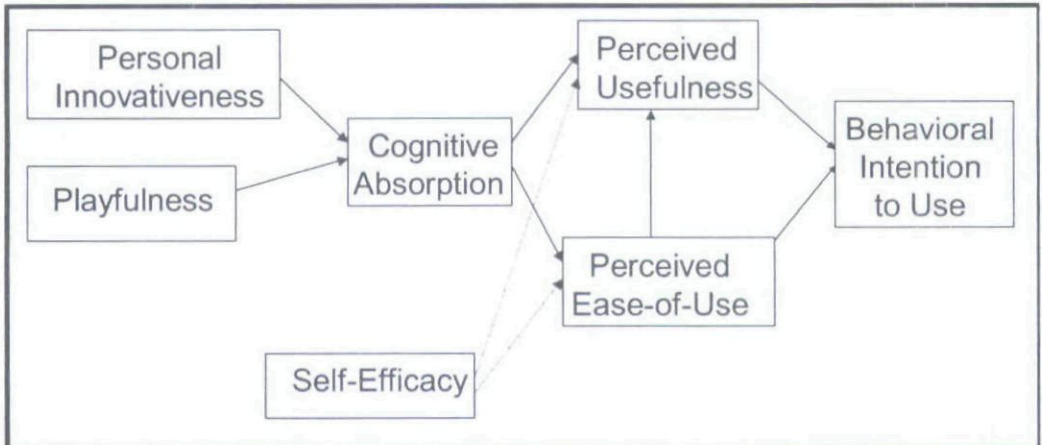 Personal
Innovativeness
Playfulness
Cognitive
Absorption
Self-Efficacy
Perceived
Usefulness
Perceived
Ease-of-Use
Behavioral
Intention
to Use